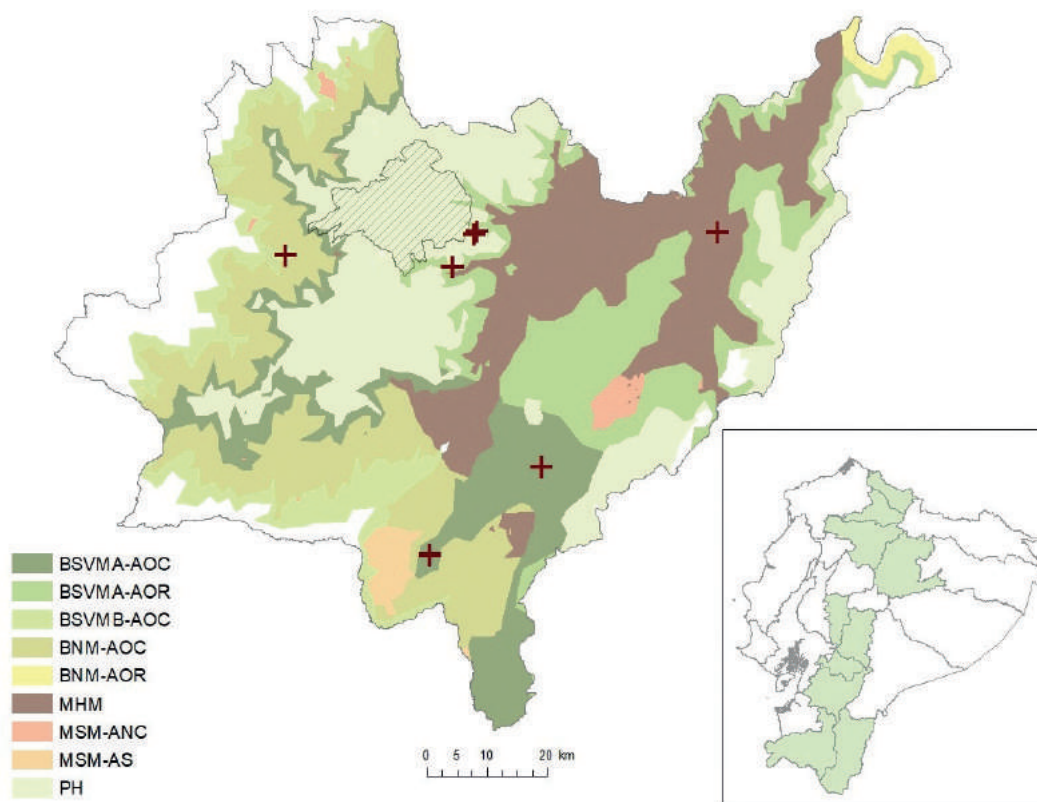 BSVMA-AOC
BSVMA-AOR
BSVMB-AOC
BNM-AOC
BNM-AOR
MHM
MSM-ANC
MSM-AS
PH
0 5 10 20 km